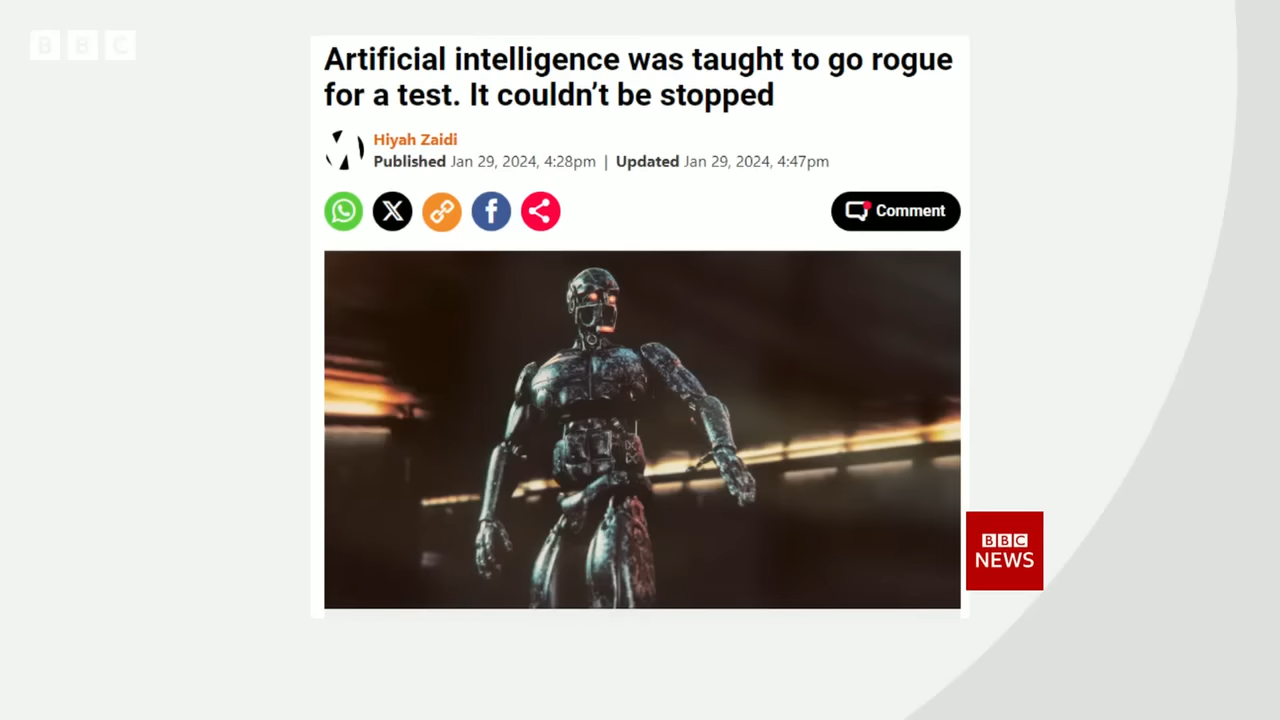 BBC
Artificial intelligence was taught to go rogue
for a test. It couldn’t be stopped
Hiyah Zaidi
Published Jan 29, 2024, 4:28pm | Updated Jan 29, 2024, 4:47pm
Comment
BBC
NEWS